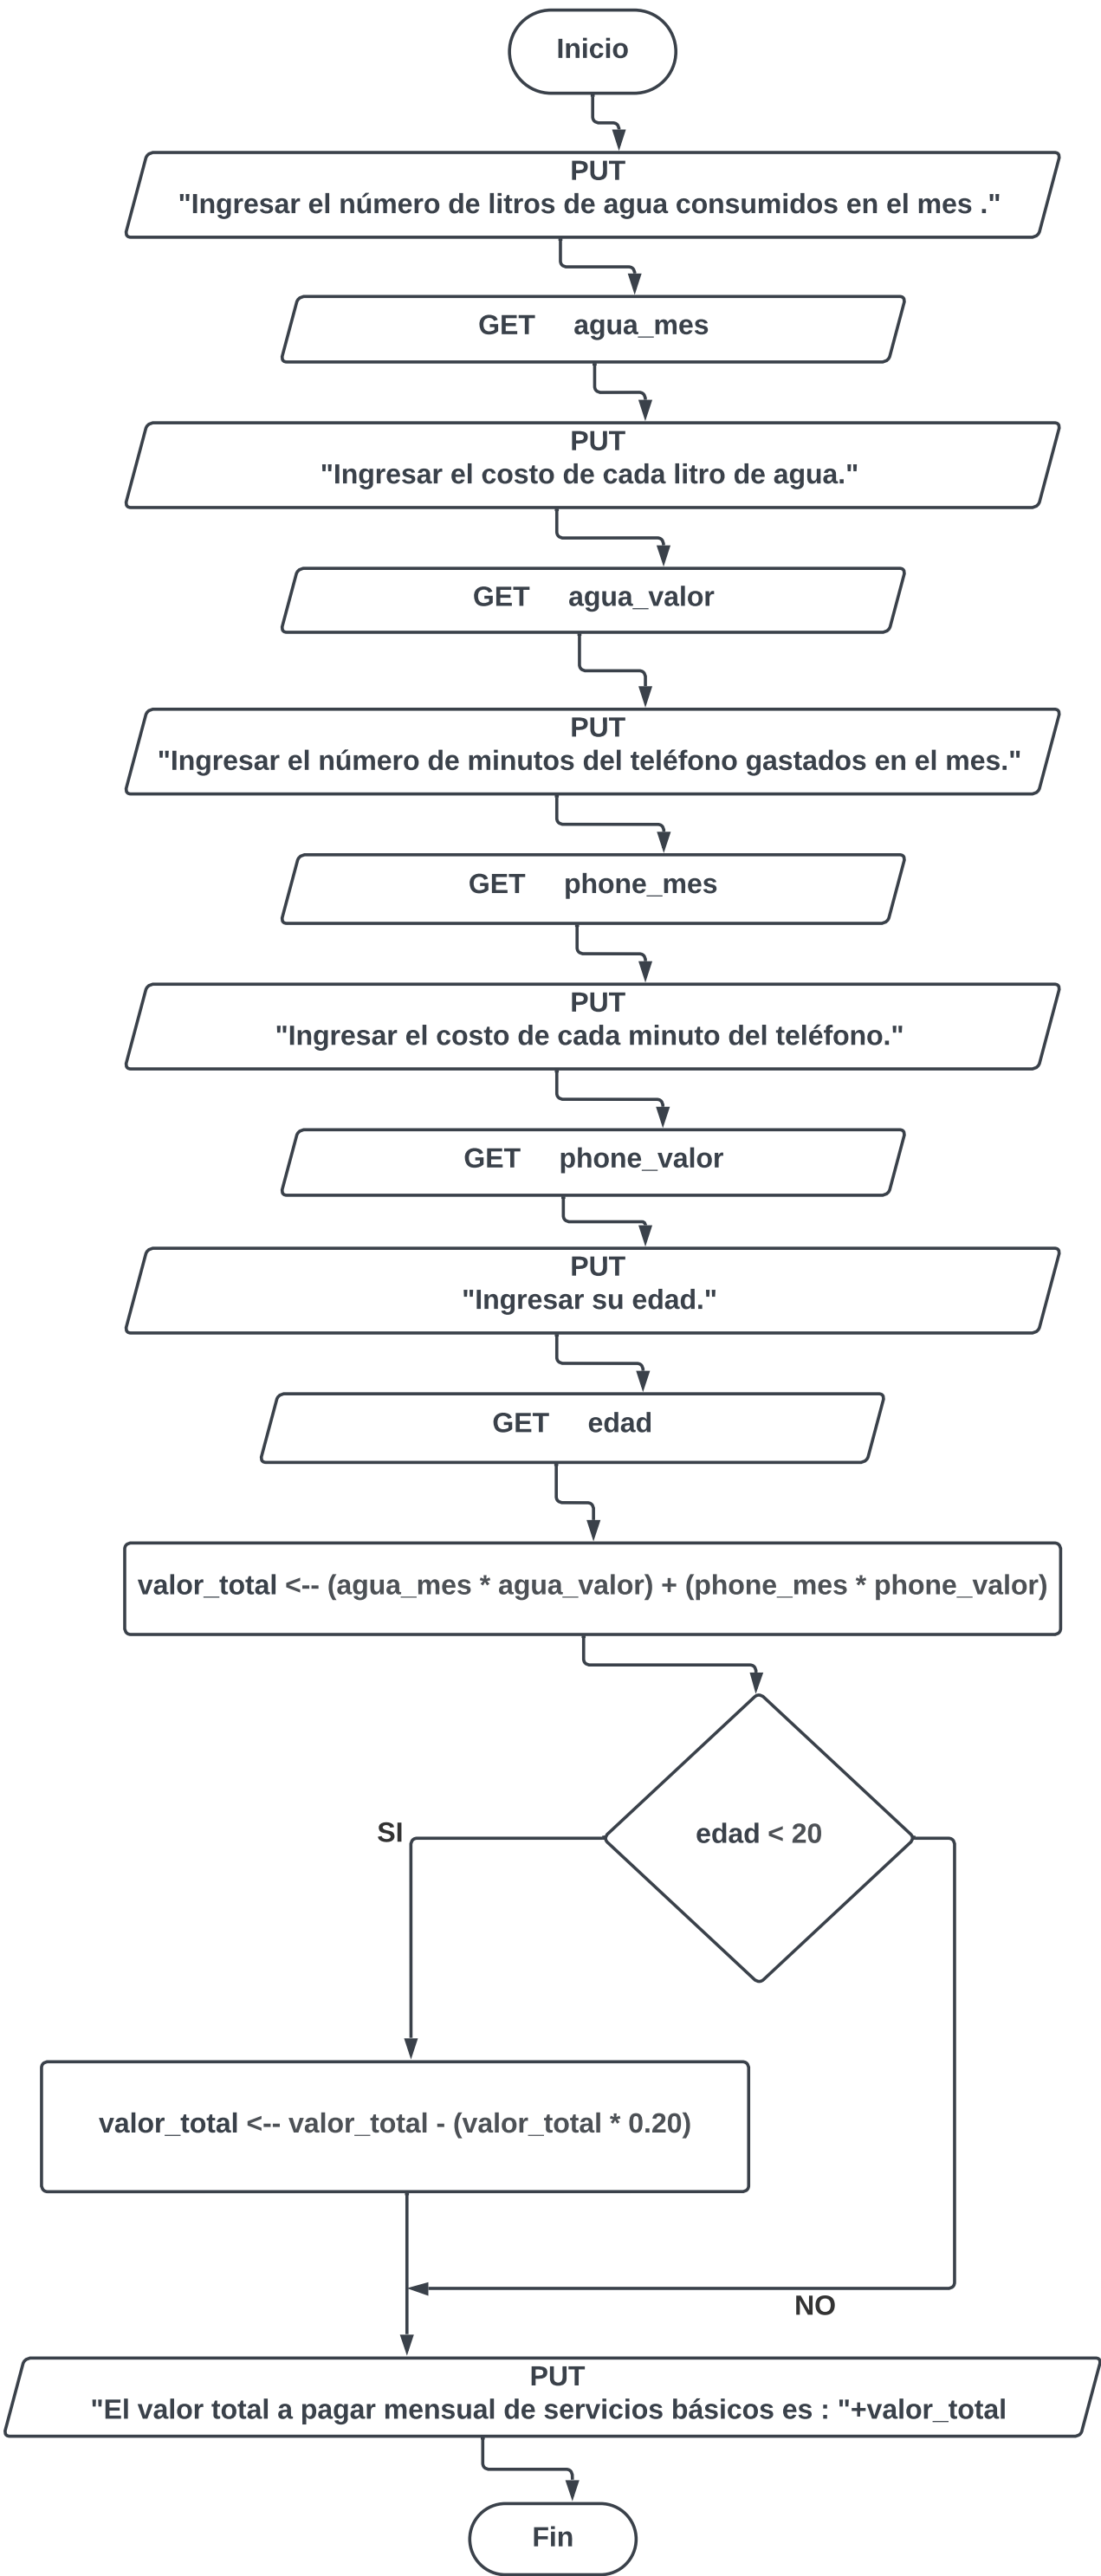 Inicio
PUT
"Ingresar el número de litros de agua consumidos en el mes ."
GET agua_mes
PUT
"Ingresar el costo de cada litro de agua."
GET agua_valor
PUT
"Ingresar el número de minutos del teléfono gastados en el mes."
GET phone_mes
PUT
"Ingresar el costo de cada minuto del teléfono."
GET phone_valor
PUT
"Ingresar su edad."
GET edad
valor_total <-- (agua_mes * agua_valor) + (phone_mes * phone_valor)
SI
edad < 20
valor_total <-- valor_total - (valor_total * 0.20)
NO
PUT
"El valor total a pagar mensual de servicios básicos es : "+valor_total
Fin